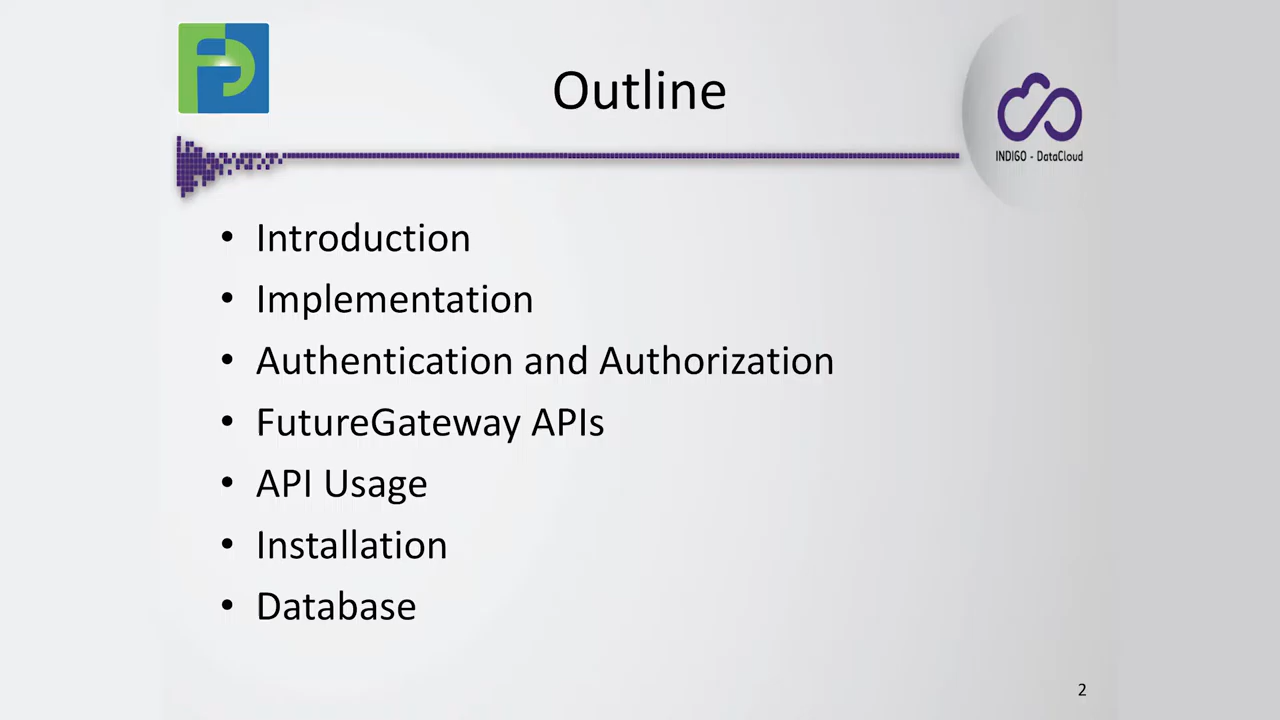 Outline
INDIGO - DataCloud
• Introduction
• Implementation
• Authentication and Authorization
• FutureGateway APIs
• API Usage
• Installation
• Database
2